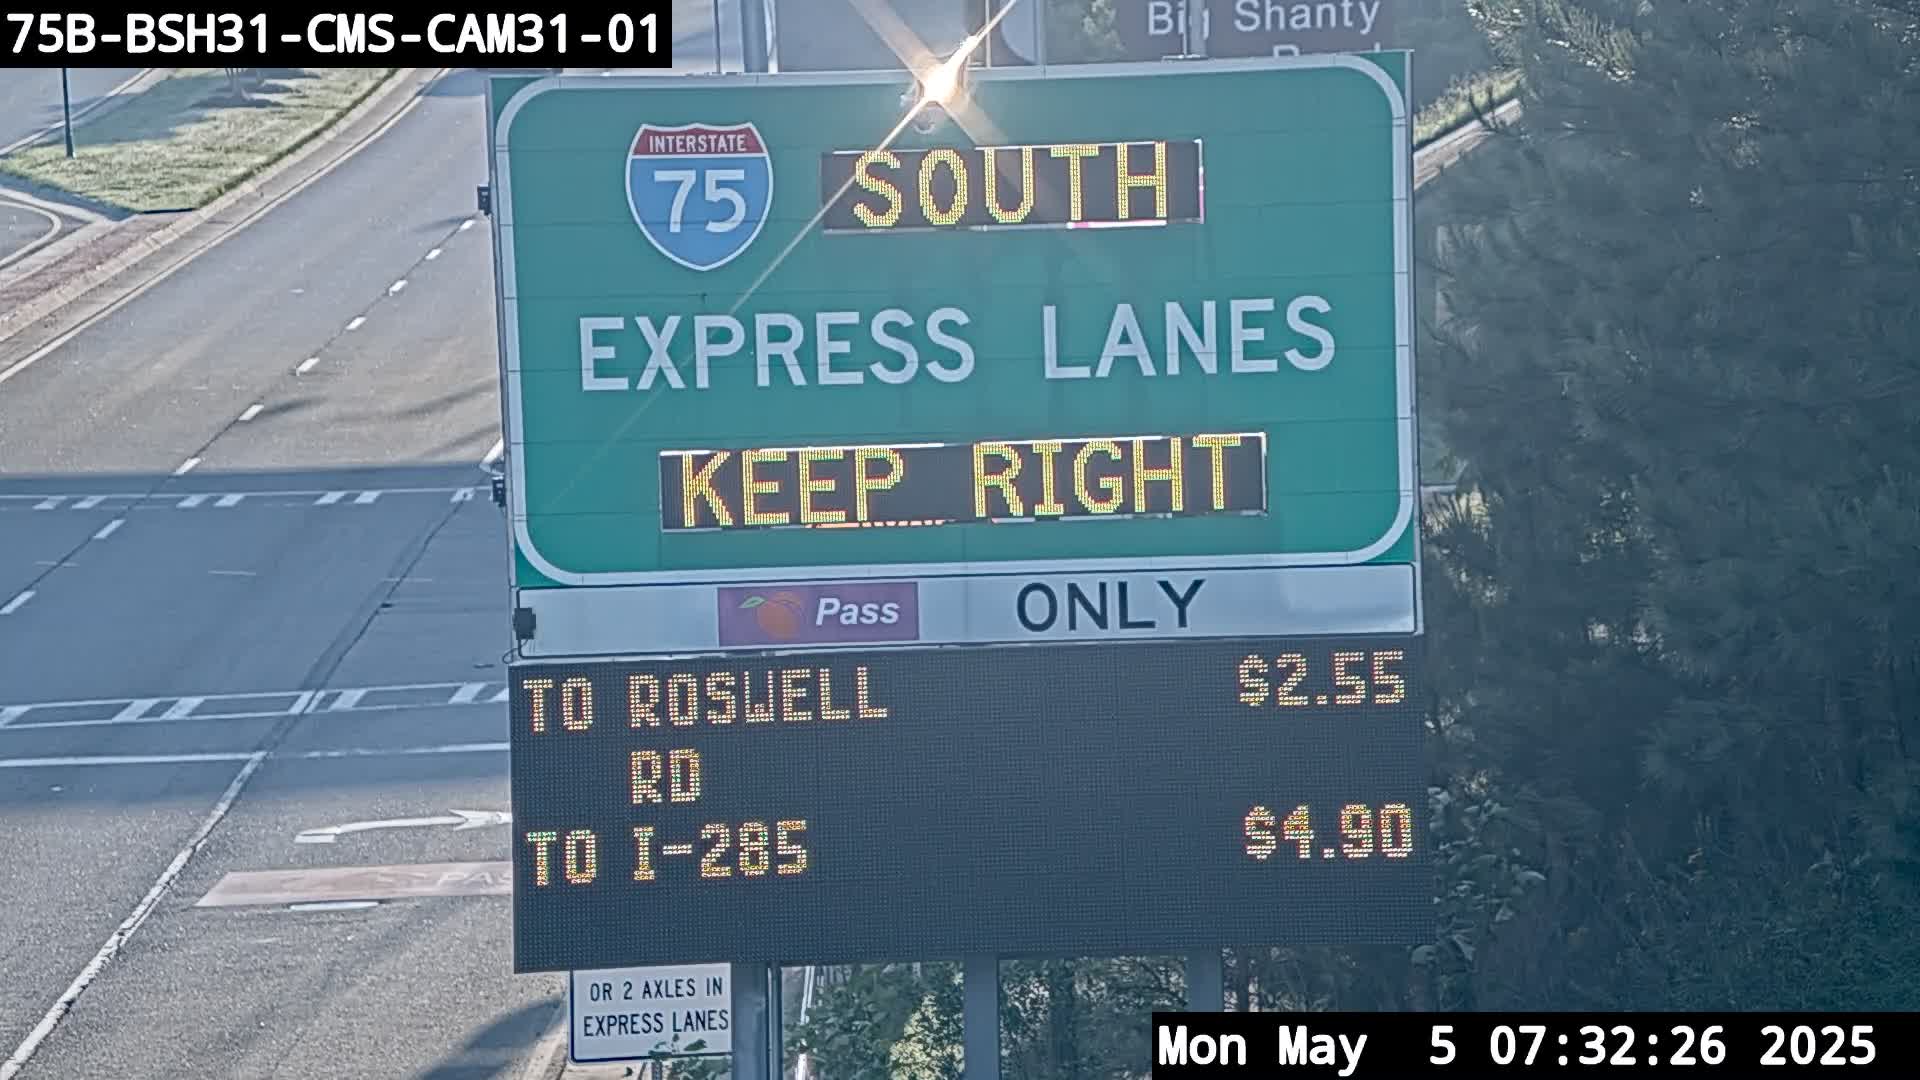 75B-BSH31-CMS-CAM31-01
Big Shanty
Road
INTERSTATE
75
SOUTH
EXPRESS LANES
KEEP RIGHT
Pass ONLY
TO ROSWELL $2.55
RD
TO I-285 $4.90
OR 2 AXLES IN
EXPRESS LANES
Mon May 5 07:32:26 2025